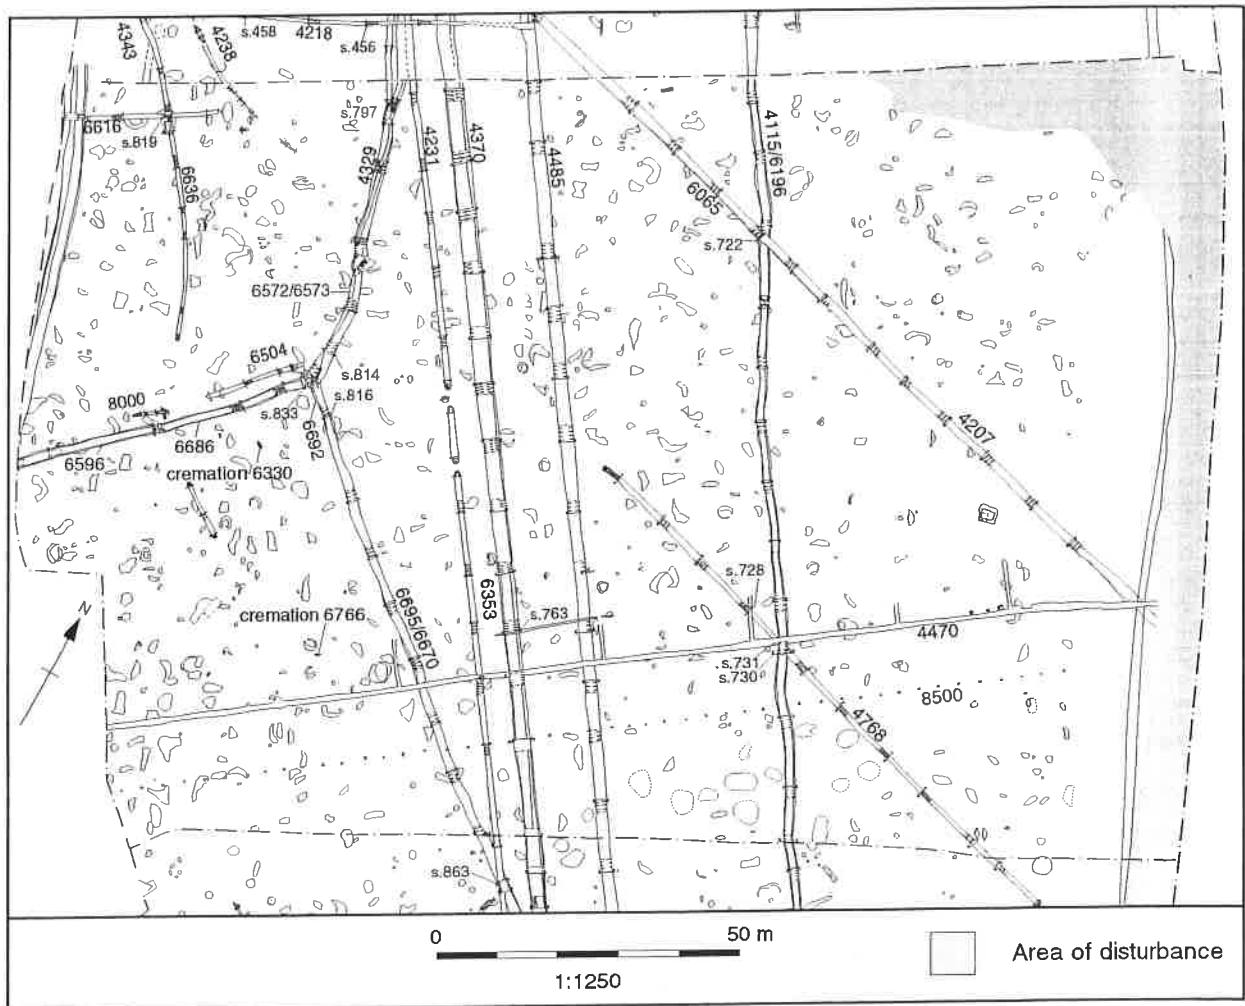 4343
4238
s.458
4218
s.456
s.797
6616
s.819
6636
4329
4231
4370
4485
6065
4115/6196
s.722
6572/6573
6504
s.814
8000
s.833
s.816
6692
6686
6596
cremation 6330
4207
N
cremation 6766
6695/6670
6353
s.763
s.728
4470
s.731
s.730
8500
4768
s.863
0 50 m
1:1250
Area of disturbance